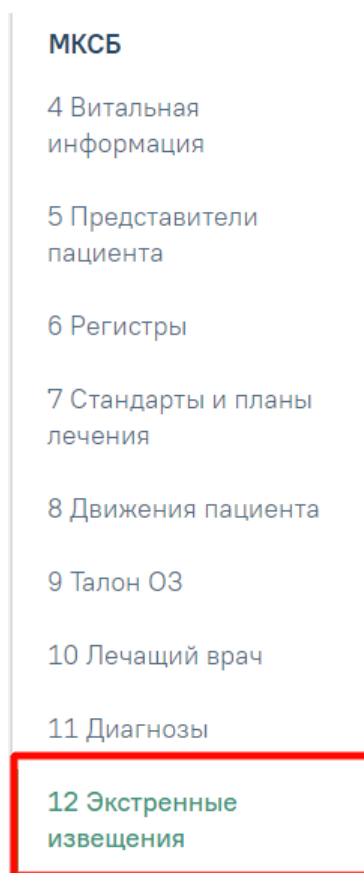 МКСБ
4 Витальная
информация
5 Представители
пациента
6 Регистры
7 Стандарты и планы
лечения
8 Движения пациента
9 Талон ОЗ
10 Лечащий врач
11 Диагнозы
12 Экстренные
извещения